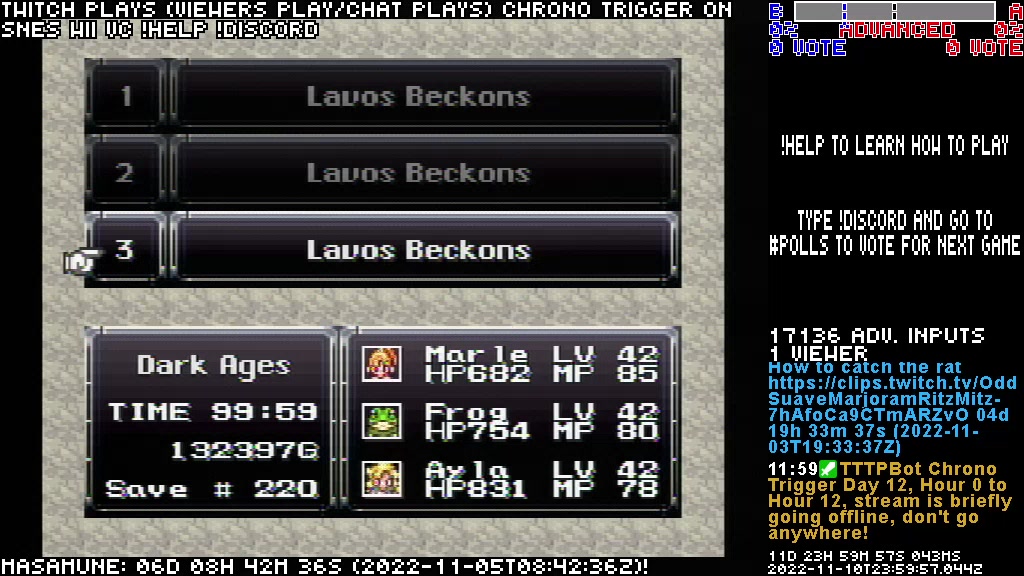 TWITCH PLAYS (VIEWERS PLAY/CHAT PLAYS) CHRONO TRIGGER ON
SNES WII VC !HELP !DISCORD
1 Lavos Beckons
2 Lavos Beckons
3 Lavos Beckons
Dark Ages
TIME 99:59
1323976G
Save # 220
Marle LV 42
HP682 MP 85
Frog LV 42
HP754 MP 80
Ayla LV 42
HP831 MP 78
MASAMUNE: 06D 08H 42M 36S (2022-11-05T08:42:36Z)!
B A
0% ADVANCED 0%
0 VOTE 0 VOTE
!HELP TO LEARN HOW TO PLAY
TYPE !DISCORD AND GO TO
#POLLS TO VOTE FOR NEXT GAME
17136 ADV. INPUTS
1 VIEWER
How to catch the rat
https://clips.twitch.tv/Odd
SuaveMarjoramRitzMitz-
7hAfoCa9CTmARZvO 04d
19h 33m 37s (2022-11-
03T19:33:37Z)
11:59 TTTPBot Chrono
Trigger Day 12, Hour 0 to
Hour 12, stream is briefly
going offline, don't go
anywhere!
11D 23H 59M 57S 043MS
2022-11-10T23:59:57.044Z